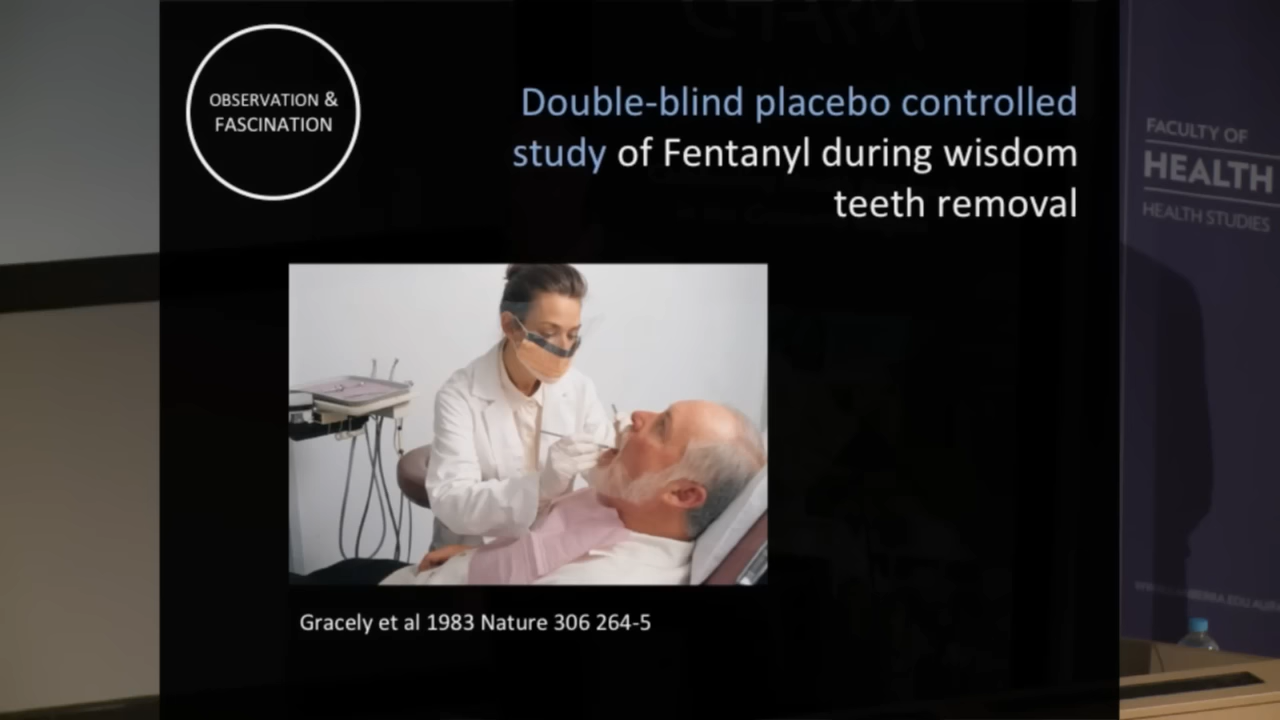 OBSERVATION &
FASCINATION
Double-blind placebo controlled
study of Fentanyl during wisdom
teeth removal
Gracely et al 1983 Nature 306 264-5
FACULTY OF
HEALTH
HEALTH STUDIES